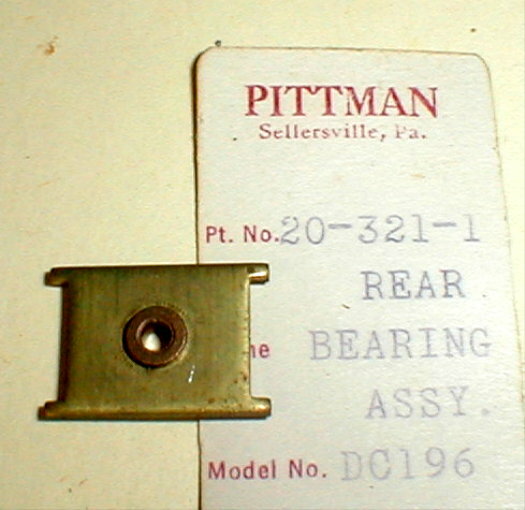 PITTMAN
Sellersville, Pa.
Pt. No. 20-321-1
REAR
BEARING
ASSY.
Model No. DC196